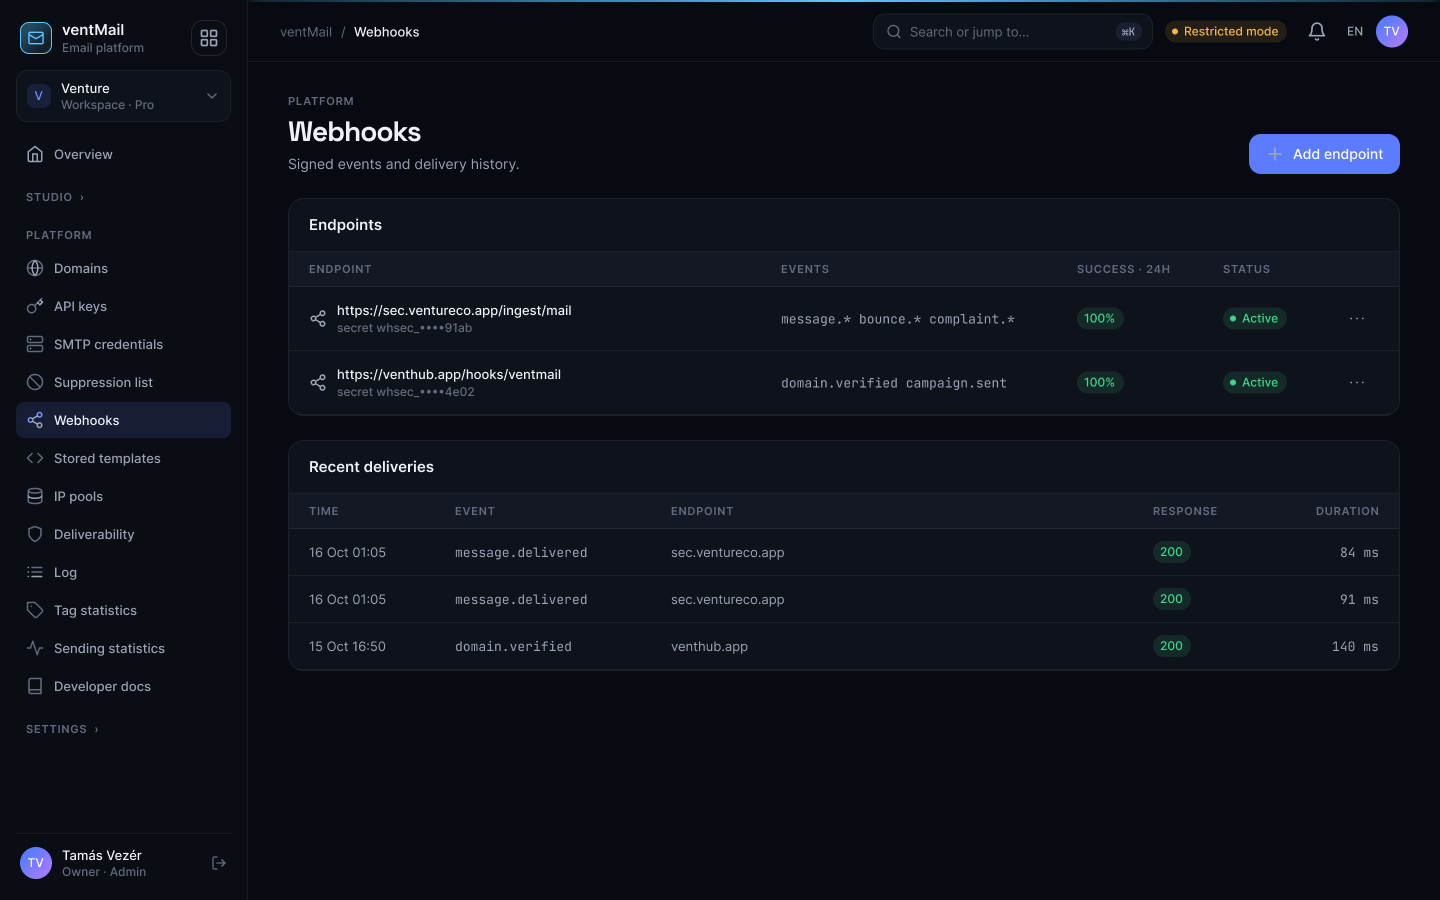 ventMail
Email platform
V
Venture
Workspace · Pro
Overview
STUDIO ›
PLATFORM
Domains
API keys
SMTP credentials
Suppression list
Webhooks
Stored templates
IP pools
Deliverability
Log
Tag statistics
Sending statistics
Developer docs
SETTINGS ›
TV
Tamás Vezér
Owner · Admin
ventMail / Webhooks
Search or jump to...
⌘K
Restricted mode
EN
TV
PLATFORM
Webhooks
Signed events and delivery history.
Add endpoint
Endpoints
ENDPOINT EVENTS SUCCESS · 24H STATUS
https://sec.ventureco.app/ingest/mail
secret whsec_••••91ab
message.* bounce.* complaint.* 100% Active ···
https://venthub.app/hooks/ventmail
secret whsec_••••4e02
domain.verified campaign.sent 100% Active ···
Recent deliveries
TIME EVENT ENDPOINT RESPONSE DURATION
16 Oct 01:05 message.delivered sec.ventureco.app 200 84 ms
16 Oct 01:05 message.delivered sec.ventureco.app 200 91 ms
15 Oct 16:50 domain.verified venthub.app 200 140 ms